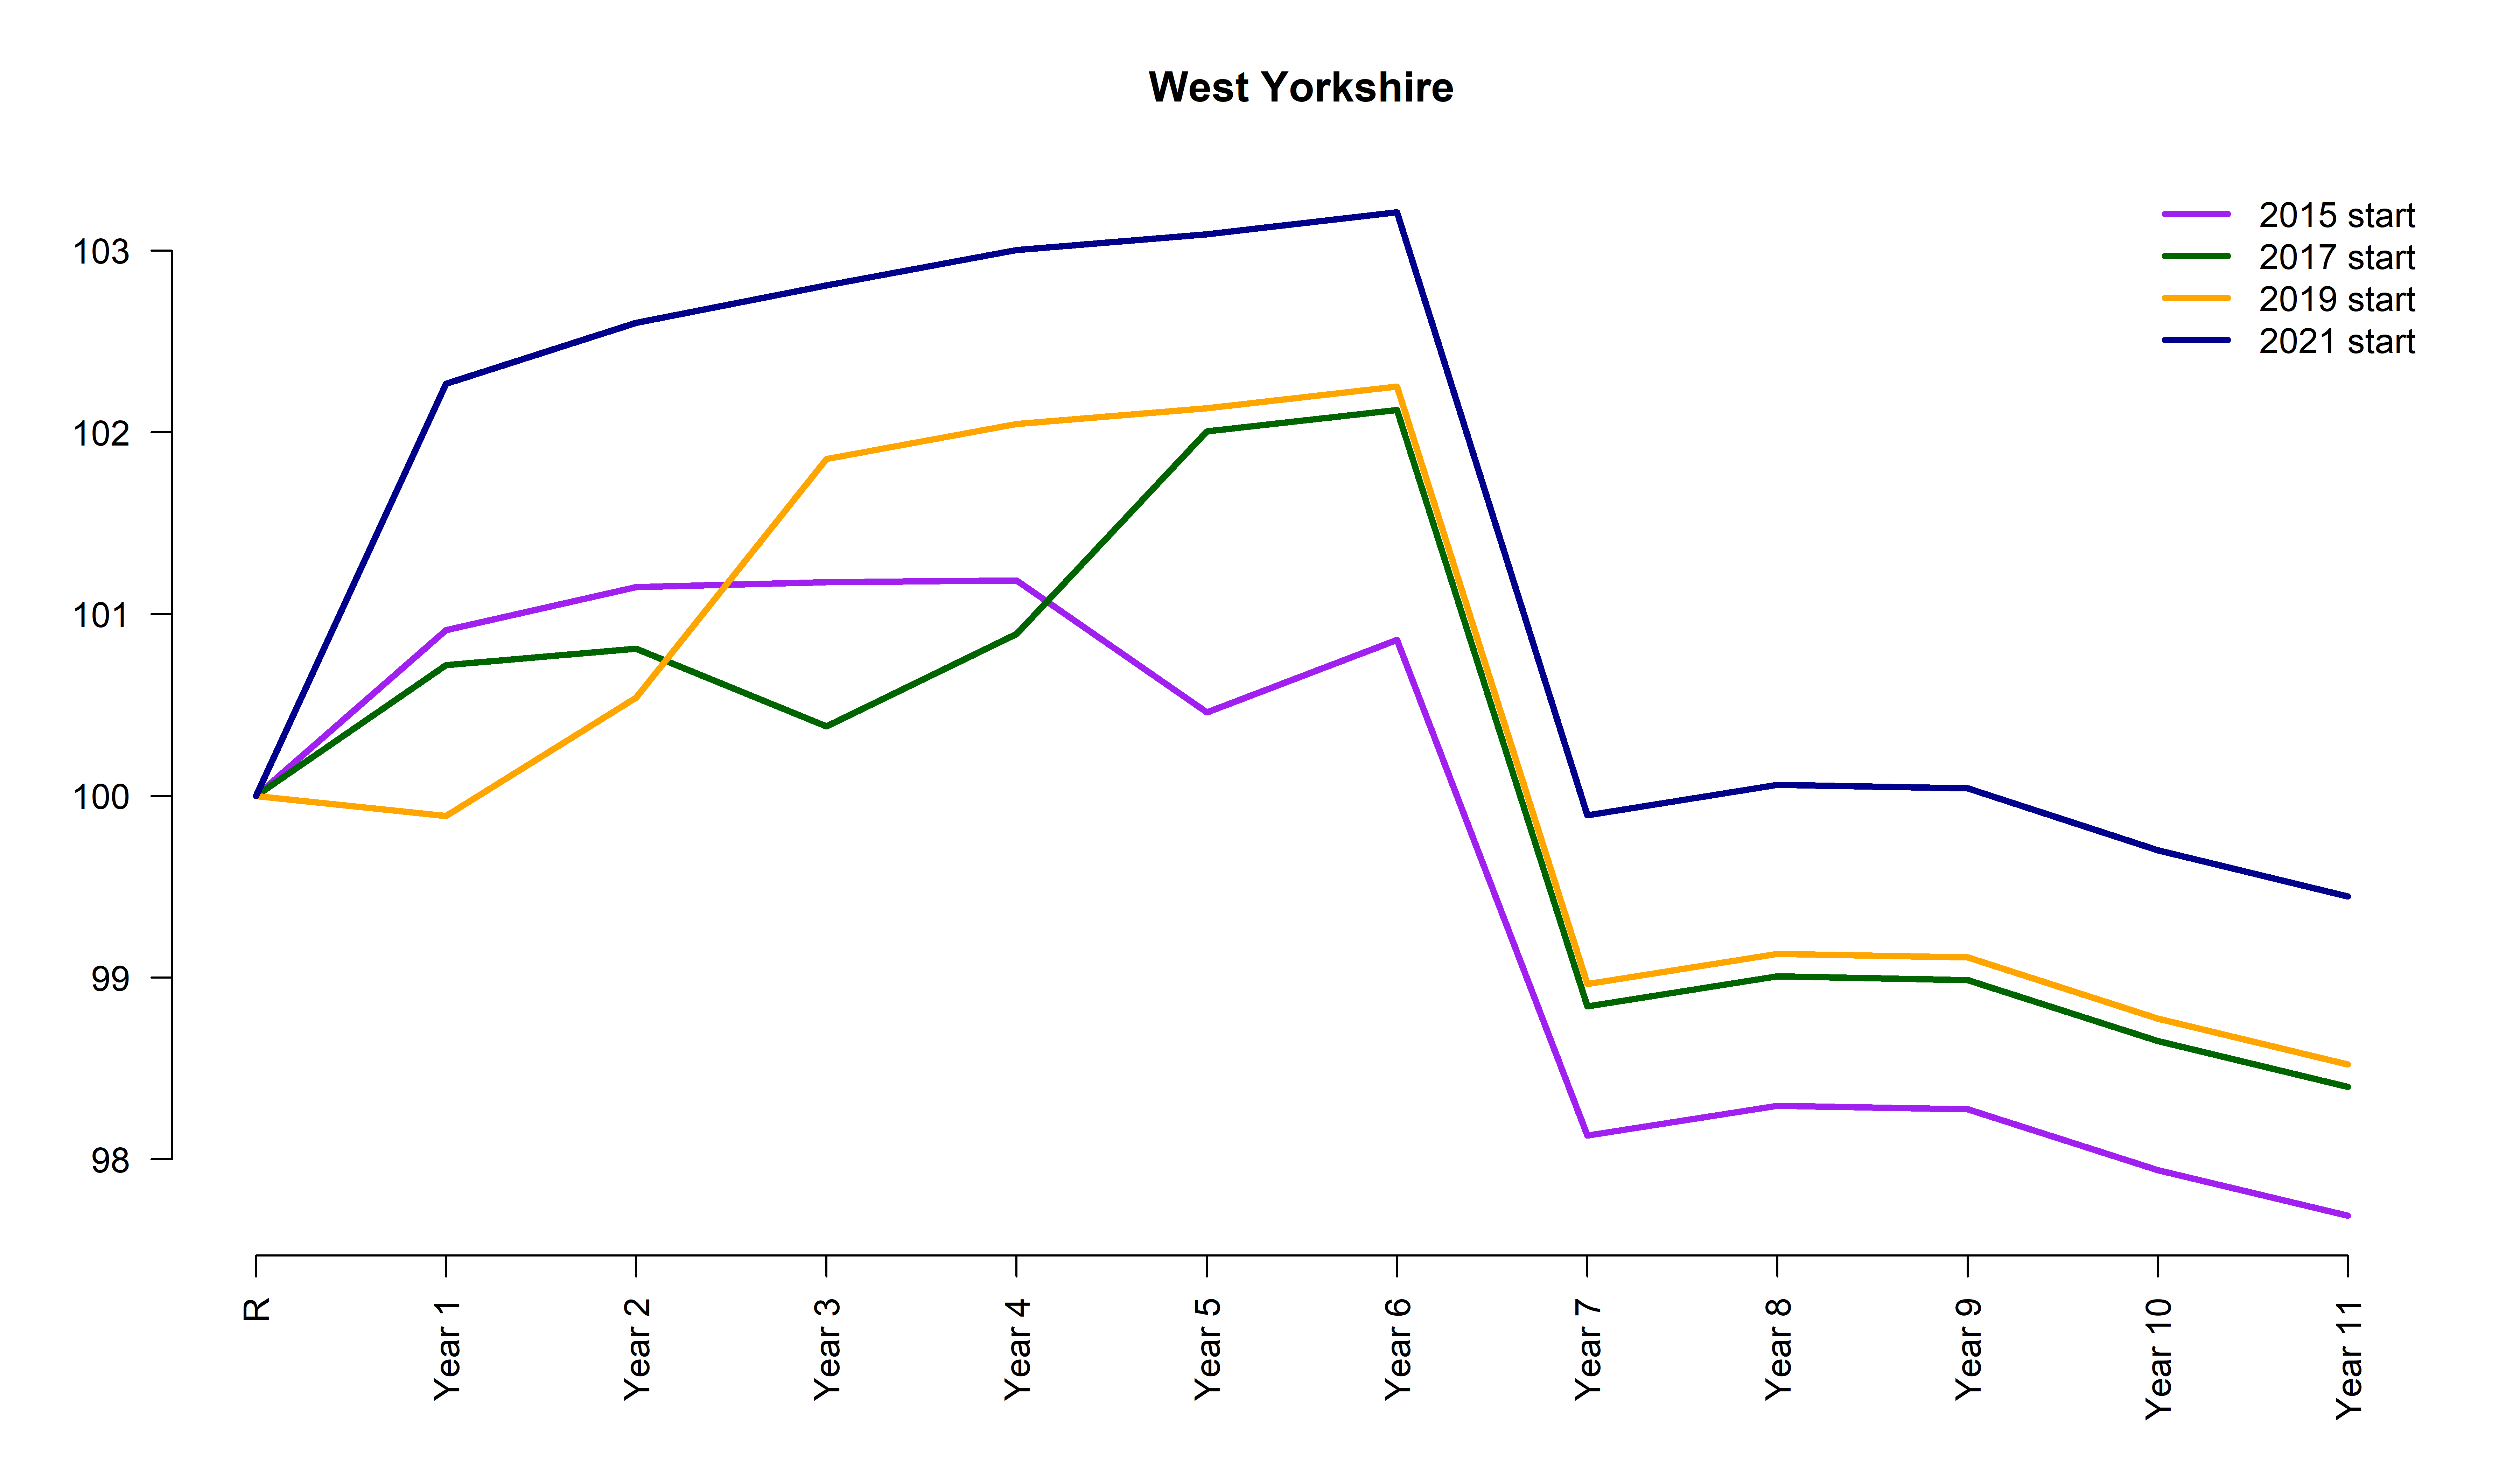 West Yorkshire
2015 start
2017 start
2019 start
2021 start
103
102
101
100
99
98
R
Year 1
Year 2
Year 3
Year 4
Year 5
Year 6
Year 7
Year 8
Year 9
Year 10
Year 11